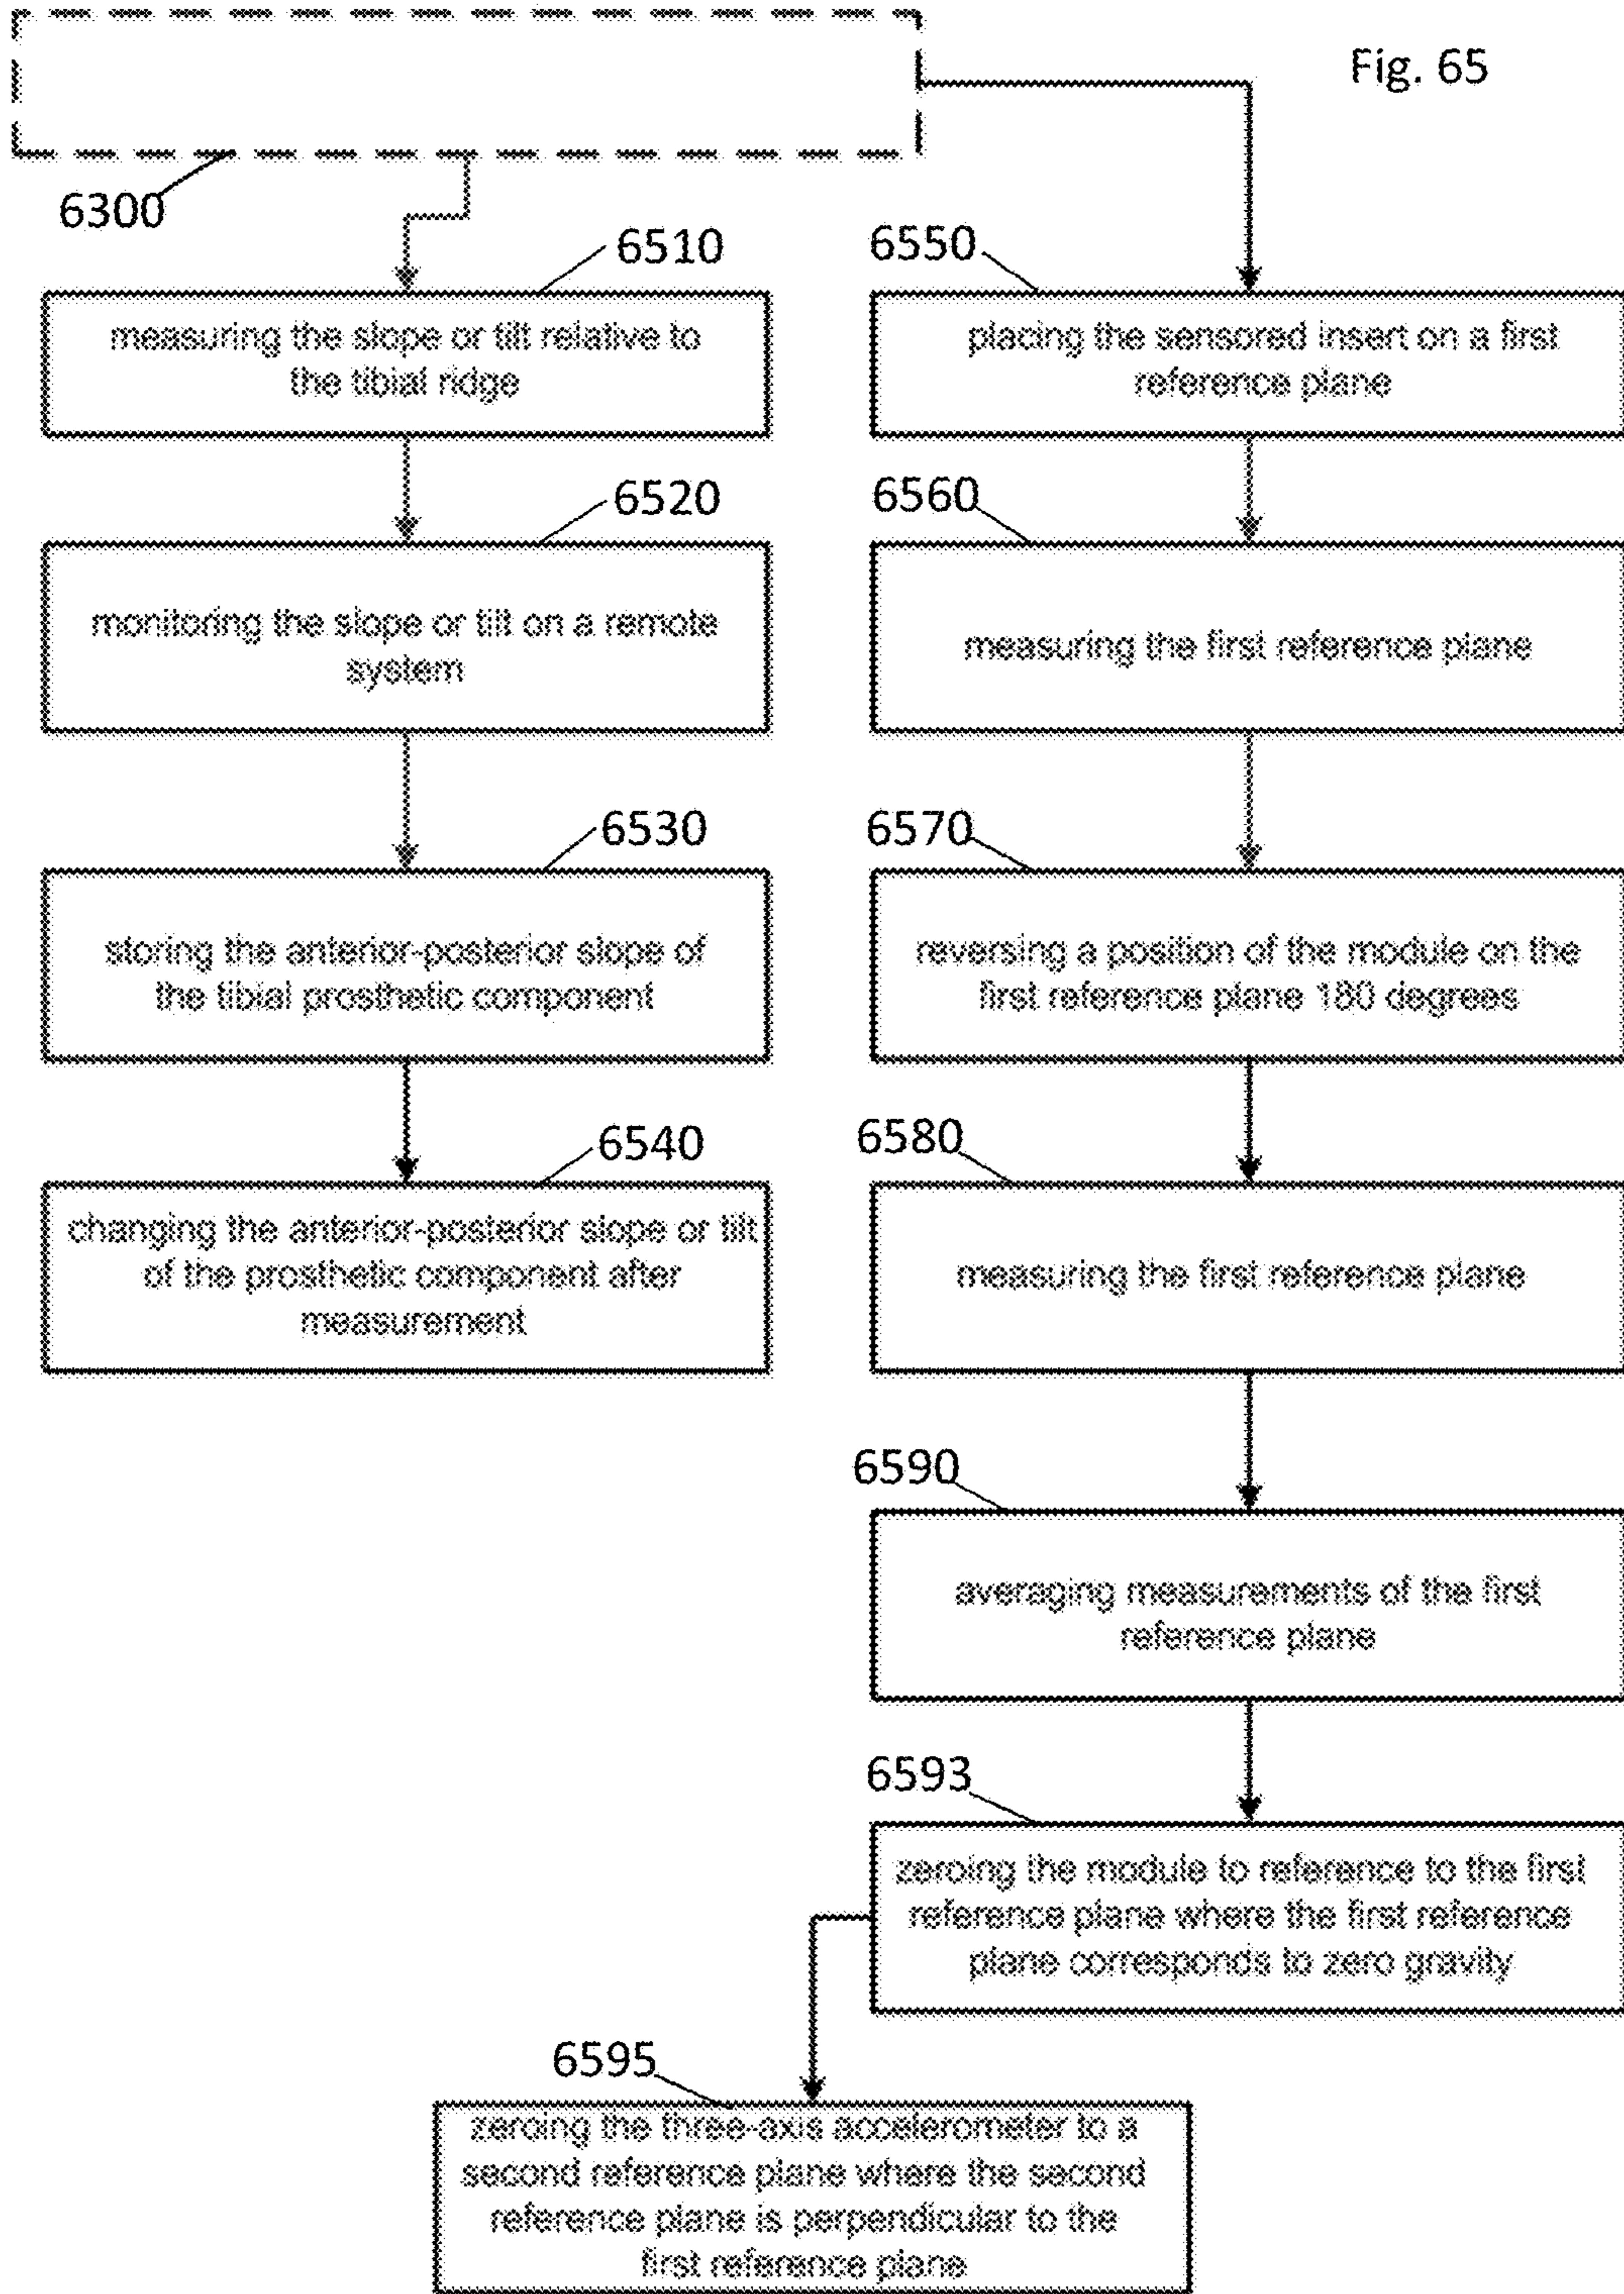 Fig. 65
6300
6510
measuring the slope or tilt relative to
the tibial ridge
6520
monitoring the slope or tilt on a remote
system
6530
storing the anterior-posterior slope of
the tibial prosthetic component
6540
changing the anterior-posterior slope or tilt
of the prosthetic component after
measurement
6550
placing the sensored insert on a first
reference plane
6560
measuring the first reference plane
6570
reversing a position of the module on the
first reference plane 180 degrees
6580
measuring the first reference plane
6590
averaging measurements of the first
reference plane
6593
zeroing the module to reference to the first
reference plane where the first reference
plane corresponds to zero gravity
6595
zeroing the three-axis accelerometer to a
second reference plane where the second
reference plane is perpendicular to the
first reference plane